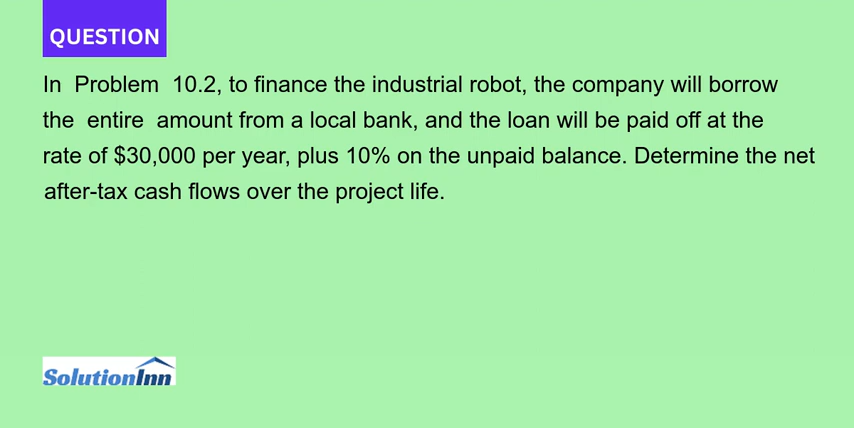 QUESTION
In Problem 10.2, to finance the industrial robot, the company will borrow
the entire amount from a local bank, and the loan will be paid off at the
rate of $30,000 per year, plus 10% on the unpaid balance. Determine the net
after-tax cash flows over the project life.
SolutionInn